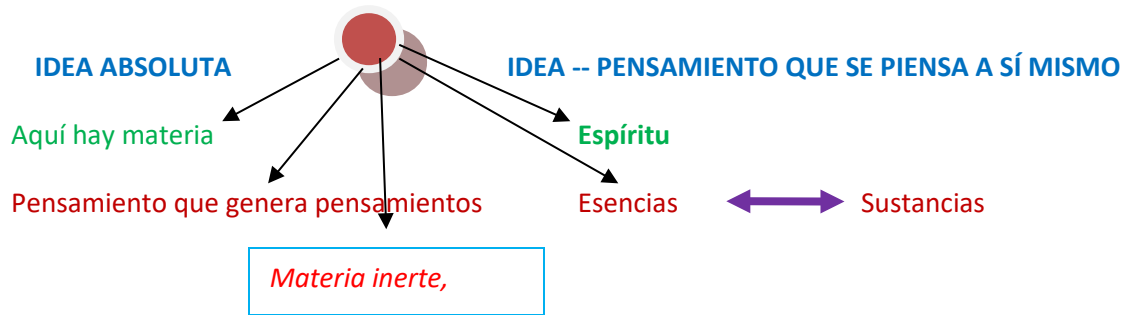 IDEA ABSOLUTA IDEA -- PENSAMIENTO QUE SE PIENSA A SÍ MISMO
Aquí hay materia Espíritu
Pensamiento que genera pensamientos Esencias Sustancias
Materia inerte,